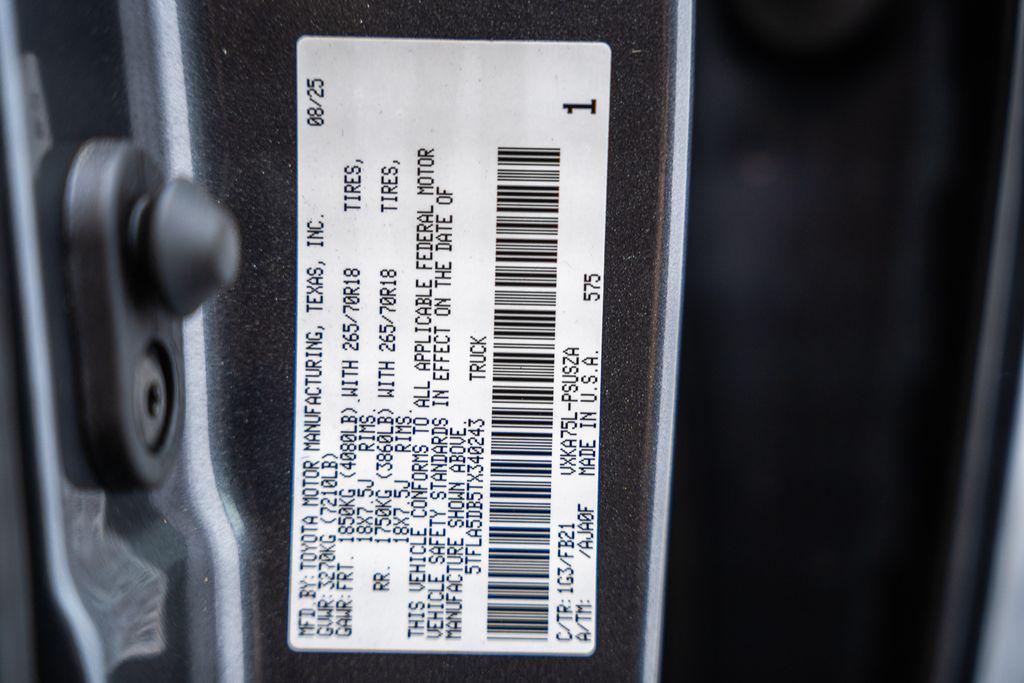 MFD.BY:TOYOTA MOTOR MANUFACTURING, TEXAS, INC. 08/25
GVWR:3270KG (7210LB)
GAWR:FRT. 1850KG (4080LB) WITH 265/70R18 TIRES,
18X7.5J RIMS.
RR. 1750KG (3860LB) WITH 265/70R18 TIRES,
18X7.5J RIMS.
THIS VEHICLE CONFORMS TO ALL APPLICABLE FEDERAL MOTOR
VEHICLE SAFETY STANDARDS IN EFFECT ON THE DATE OF
MANUFACTURE SHOWN ABOVE.
5TFLA5DB5TX340243 TRUCK
C/TR: 1G3/FB21 VXKA75L-PSUSZA 575 1
A/TM: /AJA0F MADE IN U.S.A.